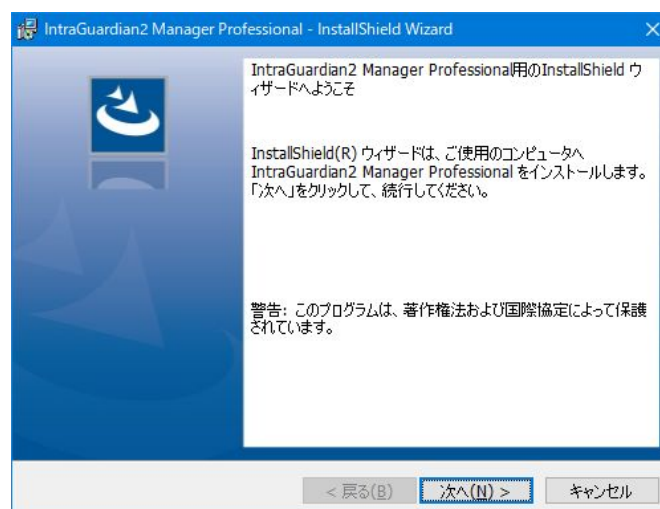 IntraGuardian2 Manager Professional - InstallShield Wizard
IntraGuardian2 Manager Professional用のInstallShield ウ
ィザードへようこそ
InstallShield(R) ウィザードは、ご使用のコンピュータへ
IntraGuardian2 Manager Professional をインストールします。
「次へ」をクリックして、続行してください。
警告: このプログラムは、著作権法および国際協定によって保護
されています。
< 戻る(B)
次へ(N) >
キャンセル